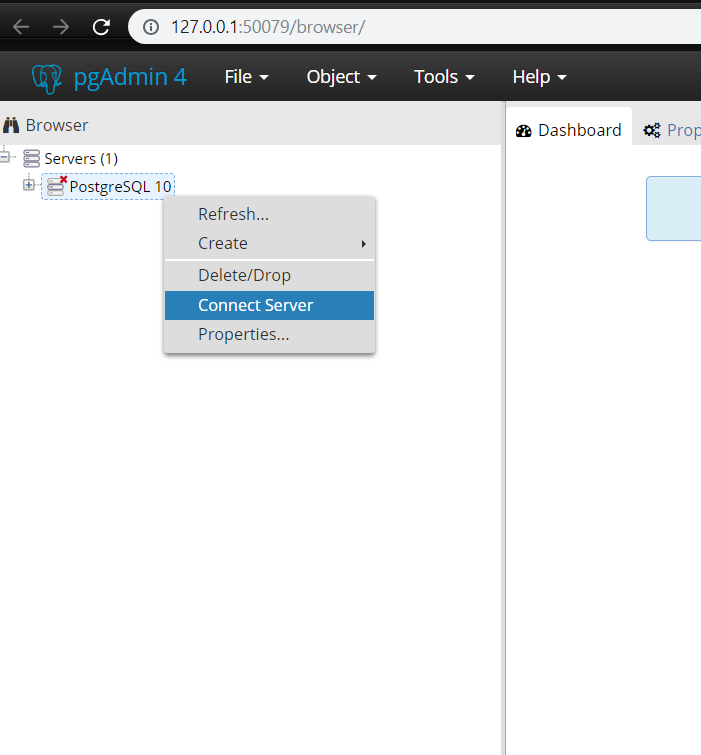 127.0.0.1:50079/browser/
pgAdmin 4 File Object Tools Help
Browser
Dashboard Prop
Servers (1)
PostgreSQL 10
Refresh...
Create
Delete/Drop
Connect Server
Properties...